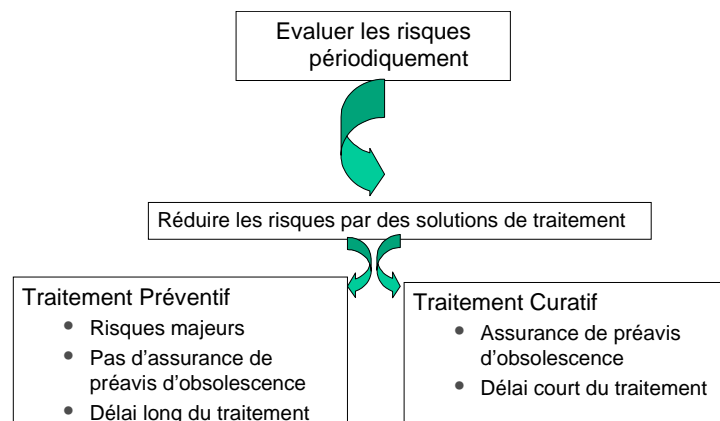 Evaluer les risques
périodiquement
Réduire les risques par des solutions de traitement
Traitement Préventif
• Risques majeurs
• Pas d'assurance de
préavis d'obsolescence
• Délai long du traitement
Traitement Curatif
• Assurance de préavis
d'obsolescence
• Délai court du traitement